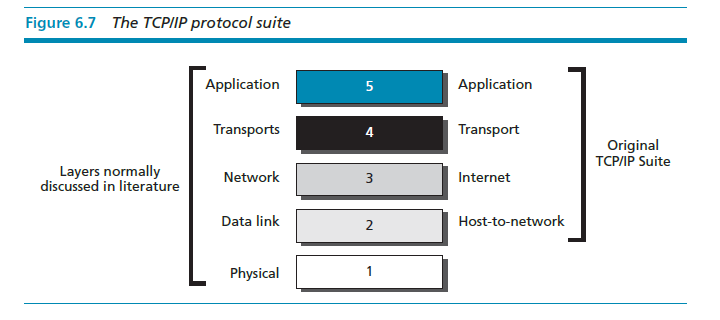 Figure 6.7 The TCP/IP protocol suite
Application 5 Application
Transports 4 Transport
Original
TCP/IP Suite
Layers normally
discussed in literature
Network 3 Internet
Data link 2 Host-to-network
Physical 1